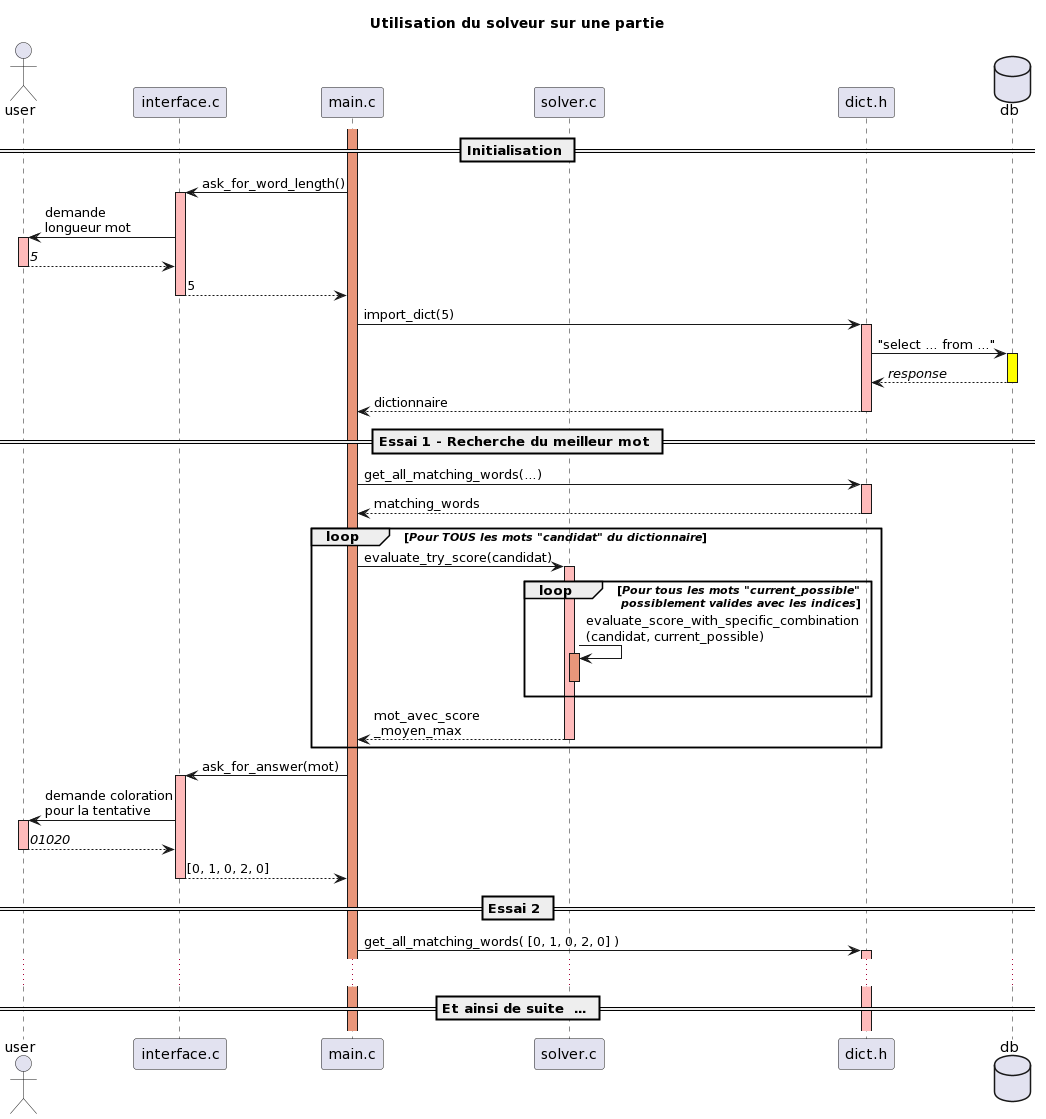 Utilisation du solveur sur une partie
user
interface.c
main.c
solver.c
dict.h
db
Initialisation
ask_for_word_length()
demande
longueur mot
5
5
import_dict(5)
"select ... from ..."
response
dictionnaire
Essai 1 - Recherche du meilleur mot
get_all_matching_words(...)
matching_words
loop [Pour TOUS les mots "candidat" du dictionnaire]
evaluate_try_score(candidat)
loop [Pour tous les mots "current_possible"
possiblement valides avec les indices]
evaluate_score_with_specific_combination
(candidat, current_possible)
mot_avec_score
_moyen_max
ask_for_answer(mot)
demande coloration
pour la tentative
01020
[0, 1, 0, 2, 0]
Essai 2
get_all_matching_words( [0, 1, 0, 2, 0] )
Et ainsi de suite ...
user
interface.c
main.c
solver.c
dict.h
db